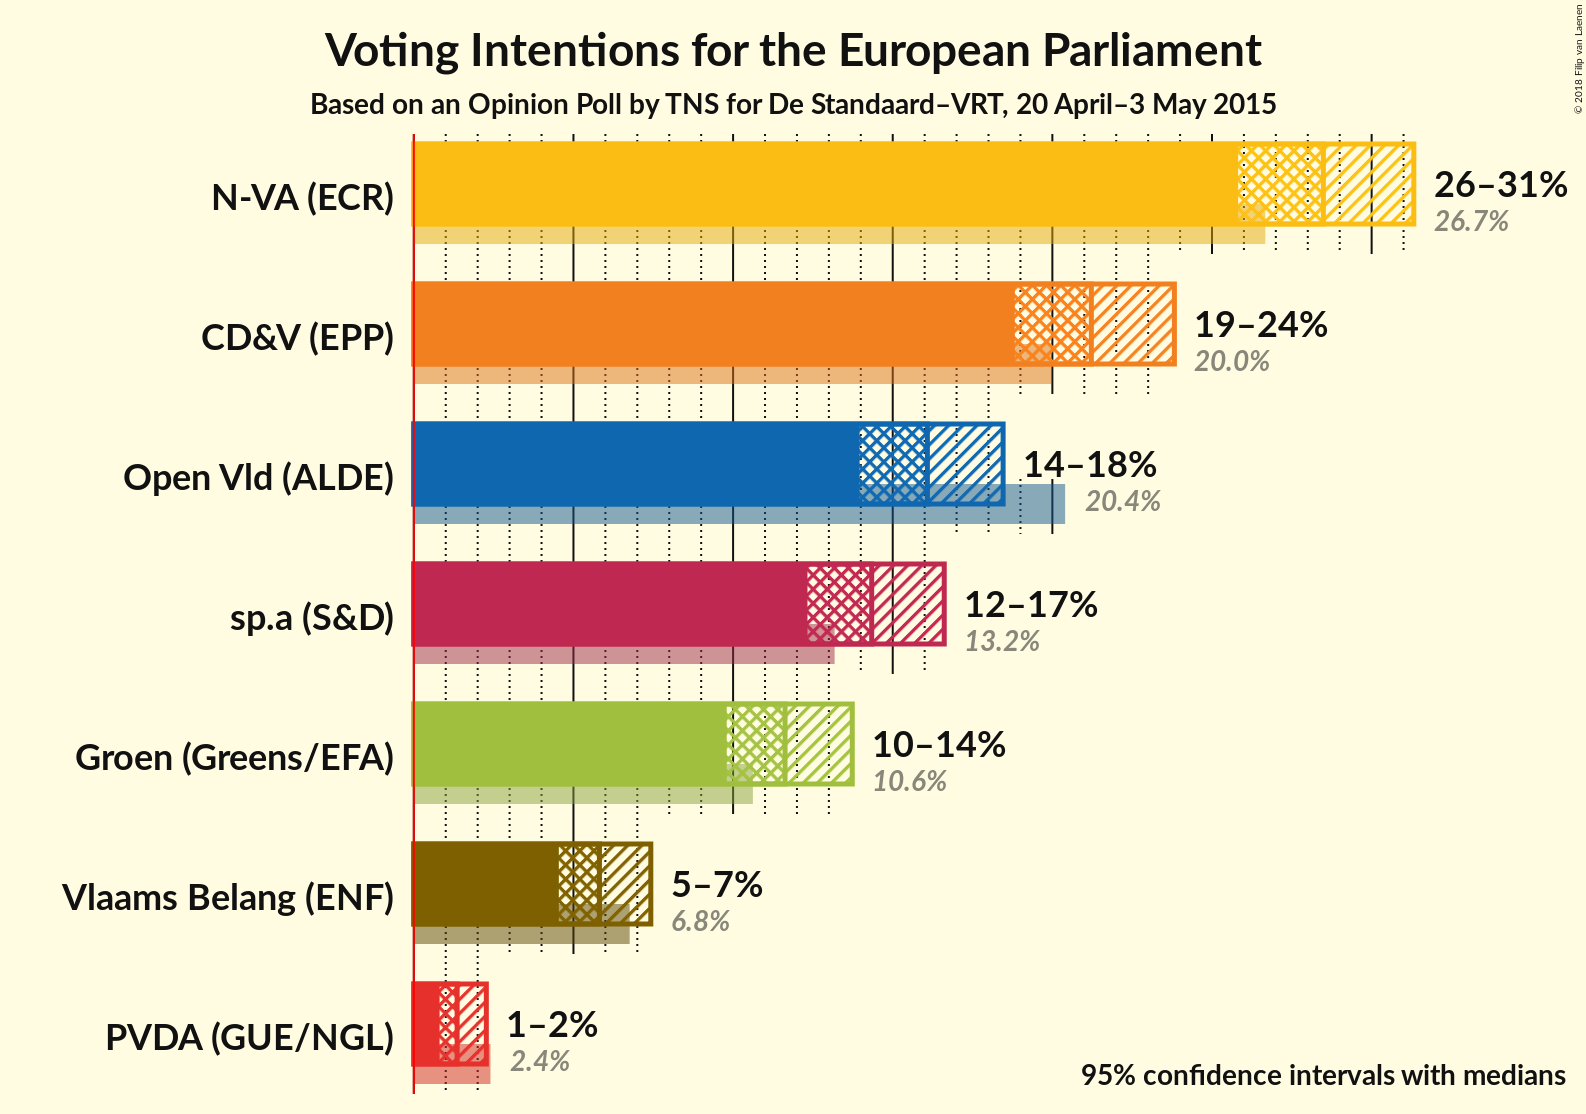 Voting Intentions for the European Parliament
Based on an Opinion Poll by TNS for De Standaard–VRT, 20 April–3 May 2015
© 2018 Filip van Laenen
N-VA (ECR)
26–31%
26.7%
CD&V (EPP)
19–24%
20.0%
Open Vld (ALDE)
14–18%
20.4%
sp.a (S&D)
12–17%
13.2%
Groen (Greens/EFA)
10–14%
10.6%
Vlaams Belang (ENF)
5–7%
6.8%
PVDA (GUE/NGL)
1–2%
2.4%
95% confidence intervals with medians